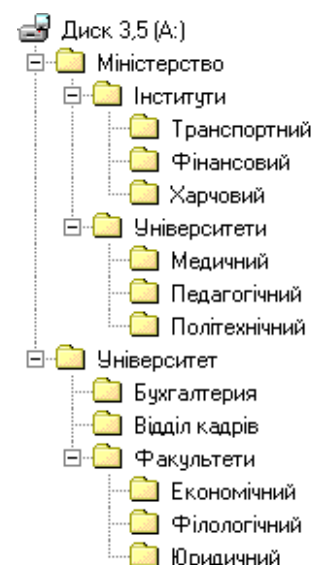 Диск 3,5 (A:)
Міністерство
Інститути
Транспортний
Фінансовий
Харчовий
Університети
Медичний
Педагогічний
Політехнічний
Університет
Бухгалтерия
Відділ кадрів
Факультети
Економічний
Філологічний
Юридичний